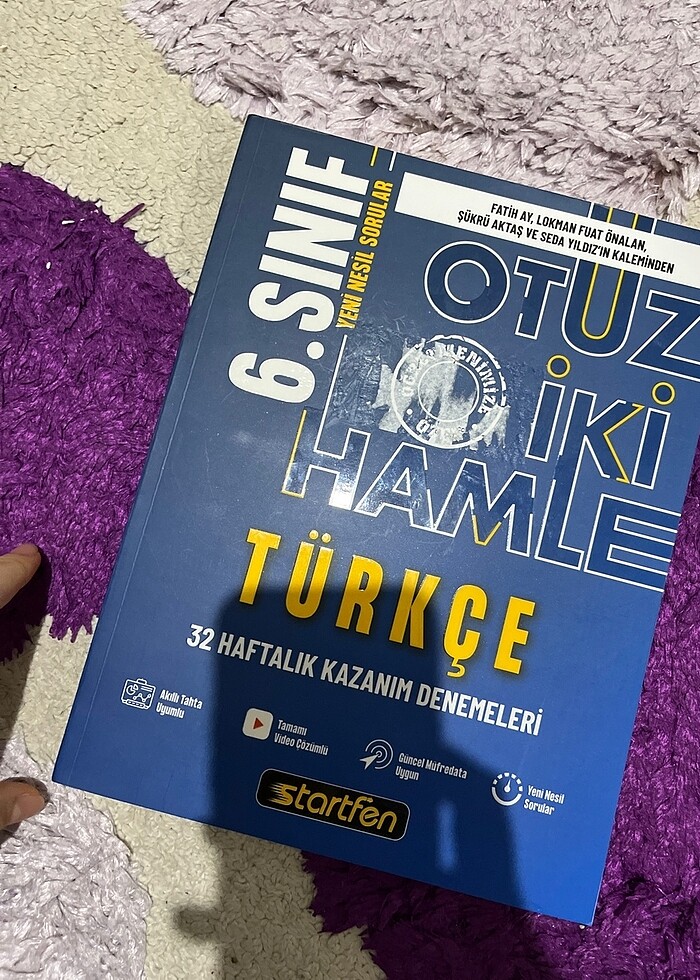 6.SINIF
YENİ NESİL SORULAR
FATİH AY, LOKMAN FUAT ÖNALAN,
ŞÜKRÜ AKTAŞ VE SEDA YILDIZ'IN KALEMİNDEN
OTUZ
İKİ
HAMLE
TÜRKÇE
32 HAFTALIK KAZANIM DENEMELERİ
Akıllı Tahta
Uyumlu
Tamamı
Video Çözümlü
Güncel Müfredata
Uygun
Yeni Nesil
Sorular
startfen